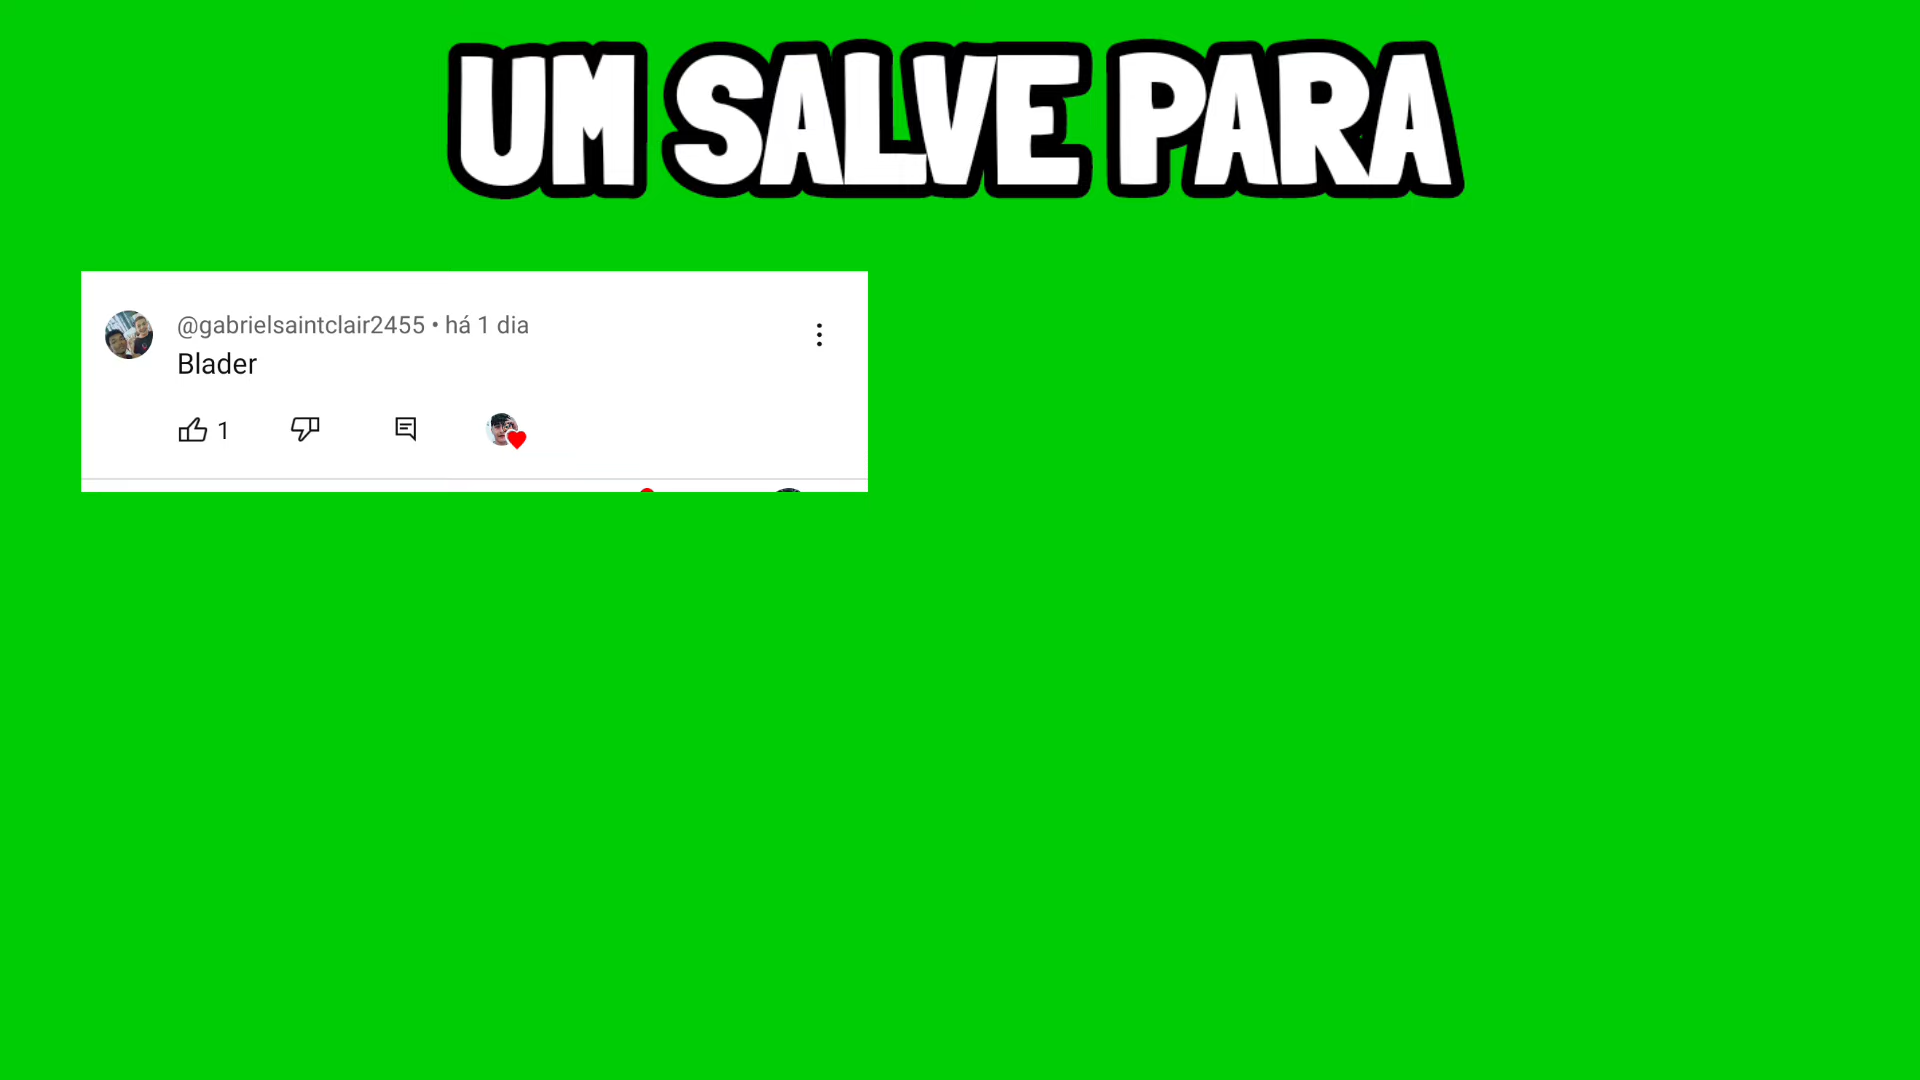 UM SALVE PARA
@gabrielsaintclair2455 • há 1 dia
Blader
1